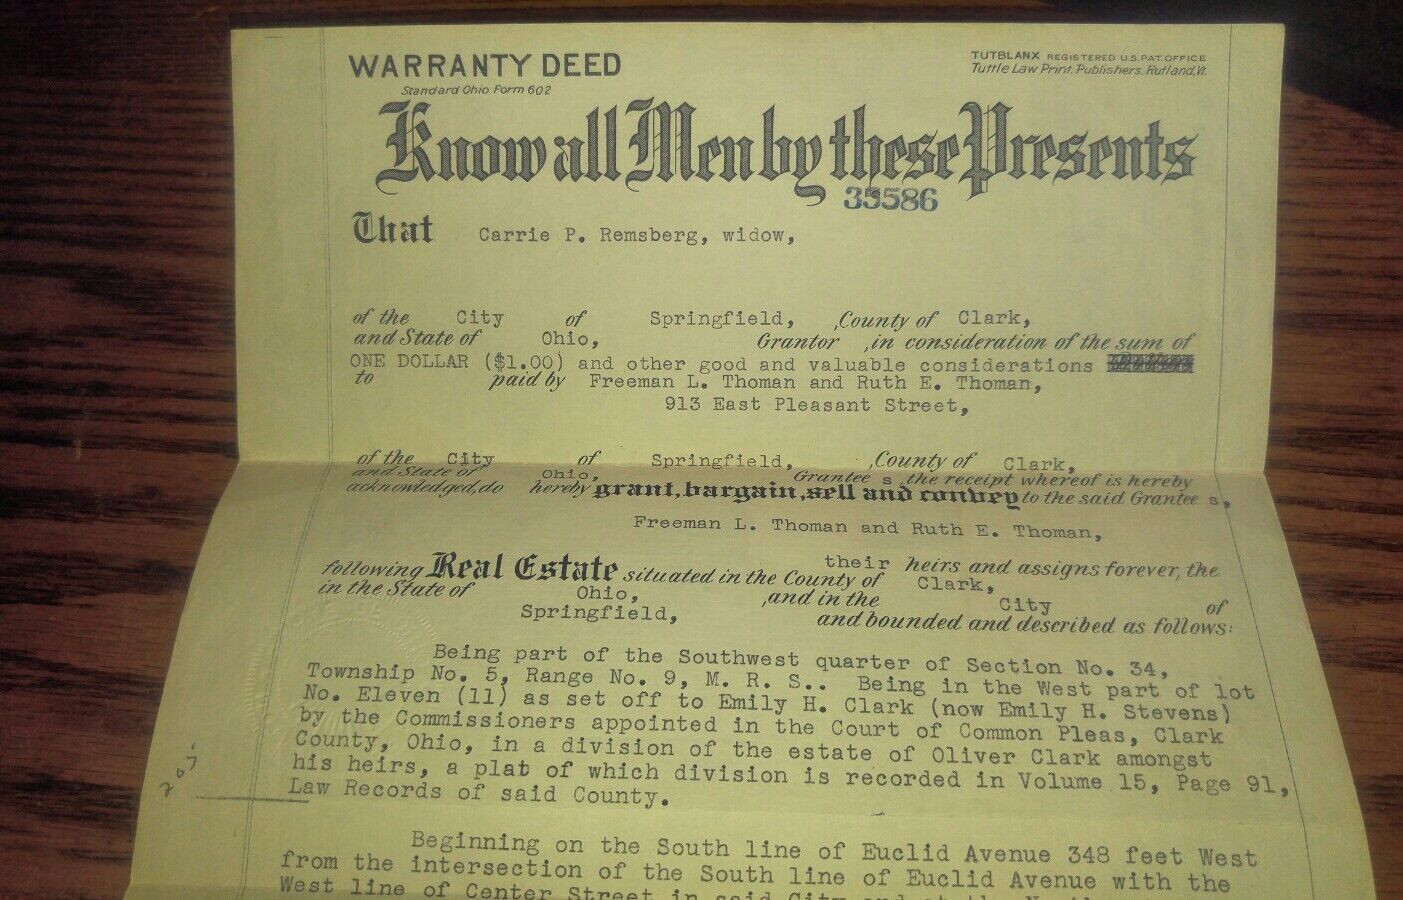 WARRANTY DEED
Standard Ohio Form 602
TUTBLANX REGISTERED U.S. PAT. OFFICE
Tuttle Law Print, Publishers, Rutland, Vt.
Know all Men by these Presents
35586
That Carrie P. Remsberg, widow,
of the City of Springfield, ,County of Clark,
and State of Ohio, Grantor ,in consideration of the sum of
ONE DOLLAR ($1.00) and other good and valuable considerations
to paid by Freeman L. Thoman and Ruth E. Thoman,
913 East Pleasant Street,
of the City of Springfield, ,County of Clark,
and State of Ohio, Grantee s ,the receipt whereof is hereby
acknowledged,do hereby grant, bargain, sell and convey to the said Grantee s,
Freeman L. Thoman and Ruth E. Thoman,
their heirs and assigns forever, the
following Real Estate situated in the County of Clark,
in the State of Ohio, ,and in the City of
Springfield, and bounded and described as follows:
Being part of the Southwest quarter of Section No. 34,
Township No. 5, Range No. 9, M. R. S.. Being in the West part of lot
No. Eleven (11) as set off to Emily H. Clark (now Emily H. Stevens)
by the Commissioners appointed in the Court of Common Pleas, Clark
County, Ohio, in a division of the estate of Oliver Clark amongst
his heirs, a plat of which division is recorded in Volume 15, Page 91,
Law Records of said County.
Beginning on the South line of Euclid Avenue 348 feet West
from the intersection of the South line of Euclid Avenue with the
West line of Center Street in said City and at the